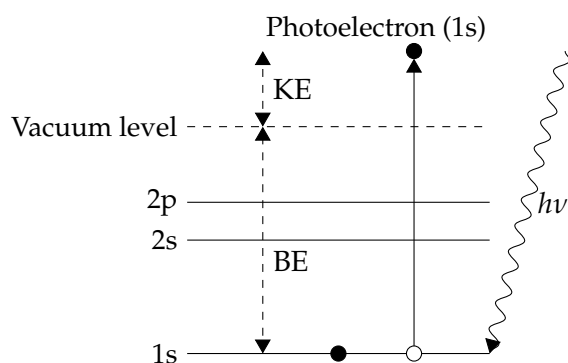 Photoelectron (1s)
KE
Vacuum level
2p
hν
2s
BE
1s